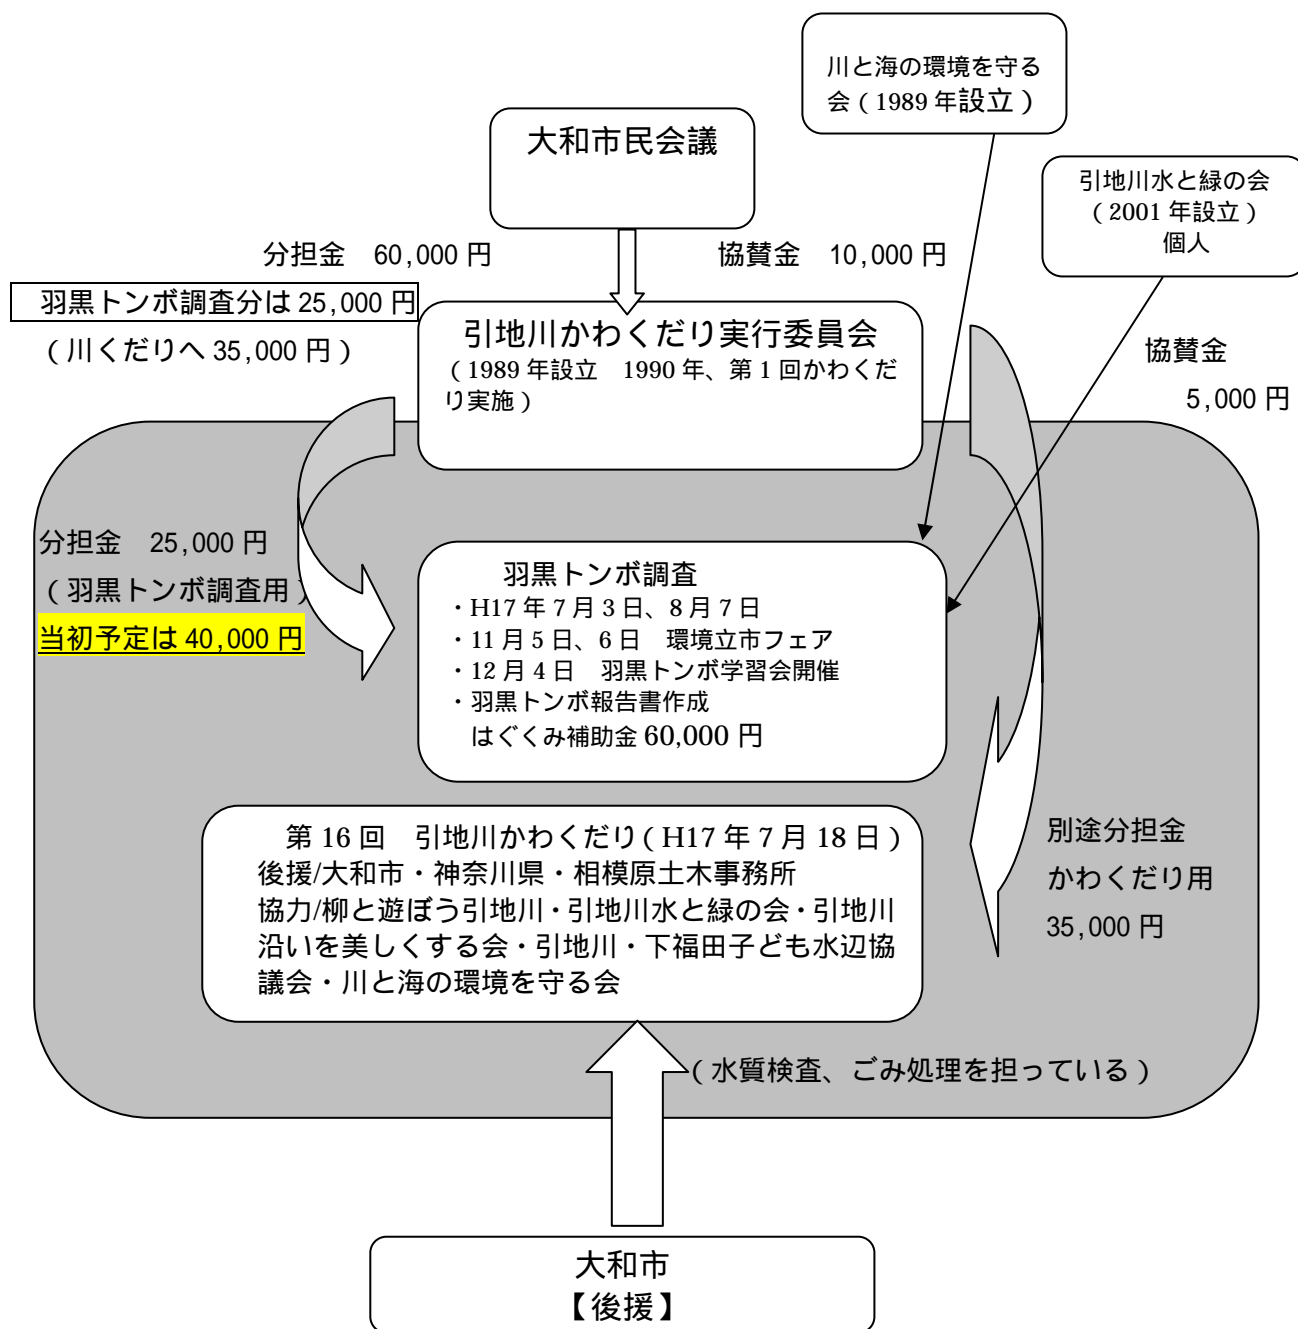 川と海の環境を守る
会（1989 年設立）
大和市民会議
引地川水と緑の会
（2001 年設立）
個人
分担金　60,000 円
協賛金　10,000 円
羽黒トンボ調査分は 25,000 円
（川くだりへ 35,000 円）
引地川かわくだり実行委員会
（1989 年設立　1990 年、第 1 回かわくだ
り実施）
協賛金
5,000 円
分担金　25,000 円
（羽黒トンボ調査用）
当初予定は 40,000 円
羽黒トンボ調査
・H17 年 7 月 3 日、8 月 7 日
・11 月 5 日、6 日　環境立市フェア
・12 月 4 日　羽黒トンボ学習会開催
・羽黒トンボ報告書作成
はぐくみ補助金 60,000 円
第 16 回　引地川かわくだり（H17 年 7 月 18 日）
後援/大和市・神奈川県・相模原土木事務所
協力/柳と遊ぼう引地川・引地川水と緑の会・引地川
沿いを美しくする会・引地川・下福田子ども水辺協
議会・川と海の環境を守る会
別途分担金
かわくだり用
35,000 円
（水質検査、ごみ処理を担っている）
大和市
【後援】